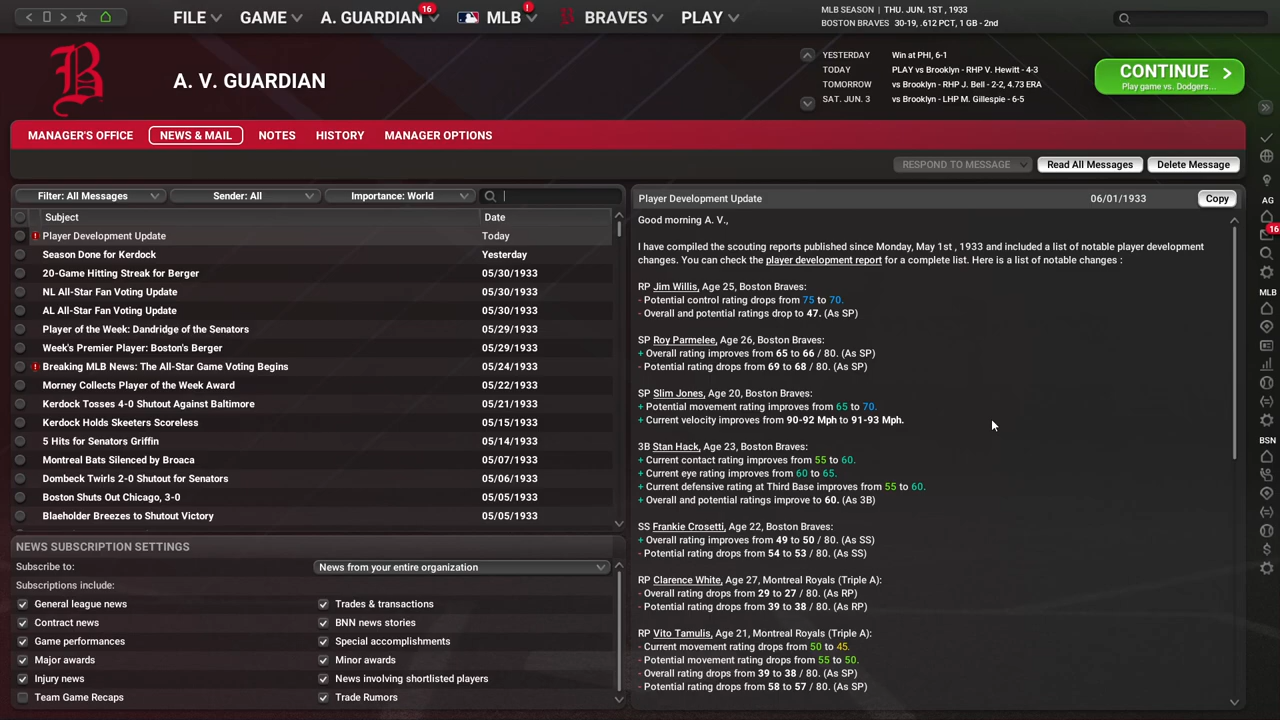 FILE
GAME
A. GUARDIAN
16
MLB
!
BRAVES
PLAY
MLB SEASON | THU. JUN. 1ST , 1933
BOSTON BRAVES 30-19, .612 PCT, 1 GB - 2nd
B
A. V. GUARDIAN
YESTERDAY Win at PHI, 6-1
TODAY PLAY vs Brooklyn - RHP V. Hewitt - 4-3
TOMORROW vs Brooklyn - RHP J. Bell - 2-2, 4.73 ERA
SAT. JUN. 3 vs Brooklyn - LHP M. Gillespie - 6-5
CONTINUE
Play game vs. Dodgers...
MANAGER'S OFFICE
NEWS & MAIL
NOTES
HISTORY
MANAGER OPTIONS
RESPOND TO MESSAGE
Read All Messages
Delete Message
Filter: All Messages
Sender: All
Importance: World
Subject Date
Player Development Update Today
Season Done for Kerdock Yesterday
20-Game Hitting Streak for Berger 05/30/1933
NL All-Star Fan Voting Update 05/30/1933
AL All-Star Fan Voting Update 05/30/1933
Player of the Week: Dandridge of the Senators 05/29/1933
Week's Premier Player: Boston's Berger 05/29/1933
Breaking MLB News: The All-Star Game Voting Begins 05/24/1933
Morney Collects Player of the Week Award 05/22/1933
Kerdock Tosses 4-0 Shutout Against Baltimore 05/21/1933
Kerdock Holds Skeeters Scoreless 05/15/1933
5 Hits for Senators Griffin 05/14/1933
Montreal Bats Silenced by Broaca 05/07/1933
Dombeck Twirls 2-0 Shutout for Senators 05/06/1933
Boston Shuts Out Chicago, 3-0 05/05/1933
Blaeholder Breezes to Shutout Victory 05/05/1933
NEWS SUBSCRIPTION SETTINGS
Subscribe to: News from your entire organization
Subscriptions include:
General league news Trades & transactions
Contract news BNN news stories
Game performances Special accomplishments
Major awards Minor awards
Injury news News involving shortlisted players
Team Game Recaps Trade Rumors
Player Development Update 06/01/1933 Copy
Good morning A. V.,
I have compiled the scouting reports published since Monday, May 1st , 1933 and included a list of notable player development
changes. You can check the player development report for a complete list. Here is a list of notable changes :
RP Jim Willis, Age 25, Boston Braves:
- Potential control rating drops from 75 to 70.
- Overall and potential ratings drop to 47. (As SP)
SP Roy Parmelee, Age 26, Boston Braves:
+ Overall rating improves from 65 to 66 / 80. (As SP)
- Potential rating drops from 69 to 68 / 80. (As SP)
SP Slim Jones, Age 20, Boston Braves:
+ Potential movement rating improves from 65 to 70.
+ Current velocity improves from 90-92 Mph to 91-93 Mph.
3B Stan Hack, Age 23, Boston Braves:
+ Current contact rating improves from 55 to 60.
+ Current eye rating improves from 60 to 65.
+ Current defensive rating at Third Base improves from 55 to 60.
+ Overall and potential ratings improve to 60. (As 3B)
SS Frankie Crosetti, Age 22, Boston Braves:
+ Overall rating improves from 49 to 50 / 80. (As SS)
- Potential rating drops from 54 to 53 / 80. (As SS)
RP Clarence White, Age 27, Montreal Royals (Triple A):
- Overall rating drops from 29 to 27 / 80. (As RP)
- Potential rating drops from 39 to 38 / 80. (As RP)
RP Vito Tamulis, Age 21, Montreal Royals (Triple A):
- Current movement rating drops from 50 to 45.
- Potential movement rating drops from 55 to 50.
- Overall rating drops from 39 to 38 / 80. (As SP)
- Potential rating drops from 58 to 57 / 80. (As SP)
AG
16
MLB
BSN